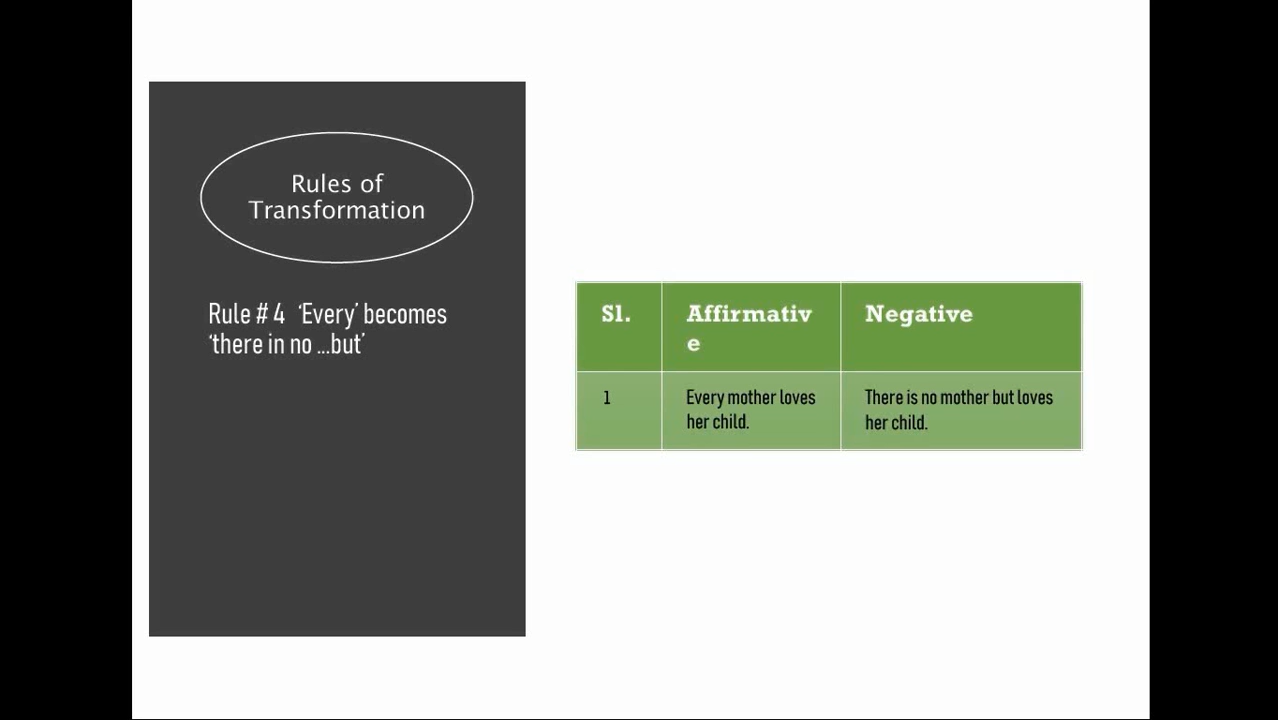 Rules of
Transformation
Rule # 4 ‘Every’ becomes
‘there in no ...but’
Sl.
Affirmativ
e
Negative
1
Every mother loves
her child.
There is no mother but loves
her child.